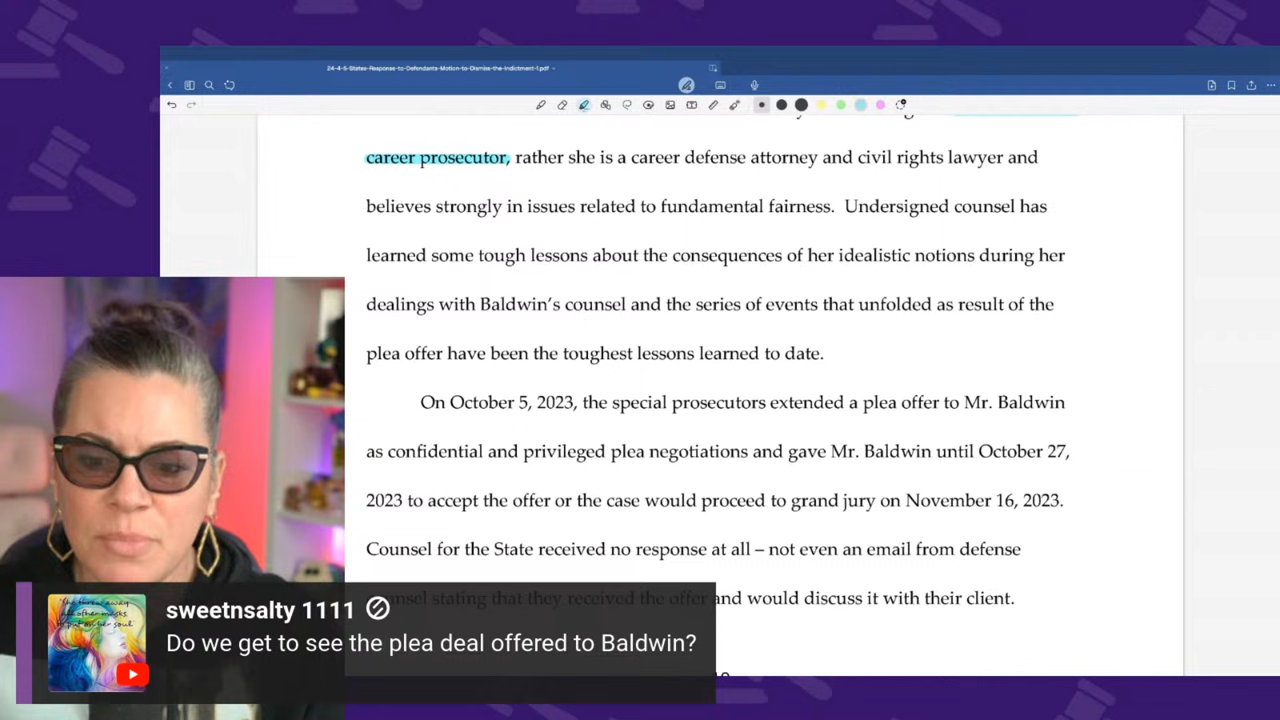 24-4-5-States-Response-to-Defendants-Motion-to-Dismiss-the-Indictment-1.pdf
career prosecutor, rather she is a career defense attorney and civil rights lawyer and
believes strongly in issues related to fundamental fairness. Undersigned counsel has
learned some tough lessons about the consequences of her idealistic notions during her
dealings with Baldwin's counsel and the series of events that unfolded as result of the
plea offer have been the toughest lessons learned to date.
On October 5, 2023, the special prosecutors extended a plea offer to Mr. Baldwin
as confidential and privileged plea negotiations and gave Mr. Baldwin until October 27,
2023 to accept the offer or the case would proceed to grand jury on November 16, 2023.
Counsel for the State received no response at all – not even an email from defense
counsel stating that they received the offer and would discuss it with their client.
sweetnsalty 1111
Do we get to see the plea deal offered to Baldwin?